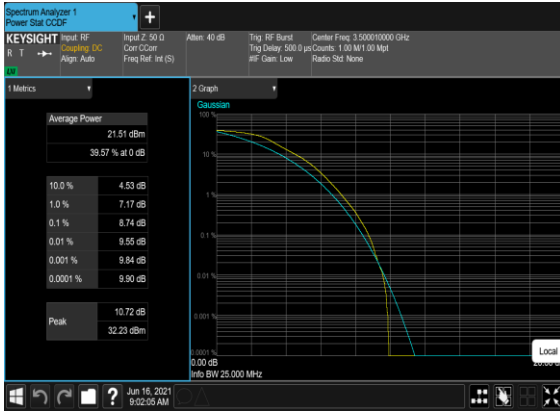 Spectrum Analyzer 1
Power Stat CCDF
+
KEYSIGHT
R T
LXI
Input: RF
Coupling: DC
Align: Auto
Input Z: 50 Ω
Corr CCorr
Freq Ref: Int (S)
Atten: 40 dB
Trig: RF Burst
Trig Delay: 500.0 µs
#IF Gain: Low
Center Freq: 3.500010000 GHz
Counts: 1.00 M/1.00 Mpt
Radio Std: None
1 Metrics
Average Power
21.51 dBm
39.57 % at 0 dB
10.0 % 4.53 dB
1.0 % 7.17 dB
0.1 % 8.74 dB
0.01 % 9.55 dB
0.001 % 9.84 dB
0.0001 % 9.90 dB
Peak
10.72 dB
32.23 dBm
2 Graph
Gaussian
100 %
10 %
1 %
0.1 %
0.01 %
0.001 %
0.0001 %
0.00 dB
Info BW 25.000 MHz
Local
?
Jun 16, 2021
9:02:05 AM